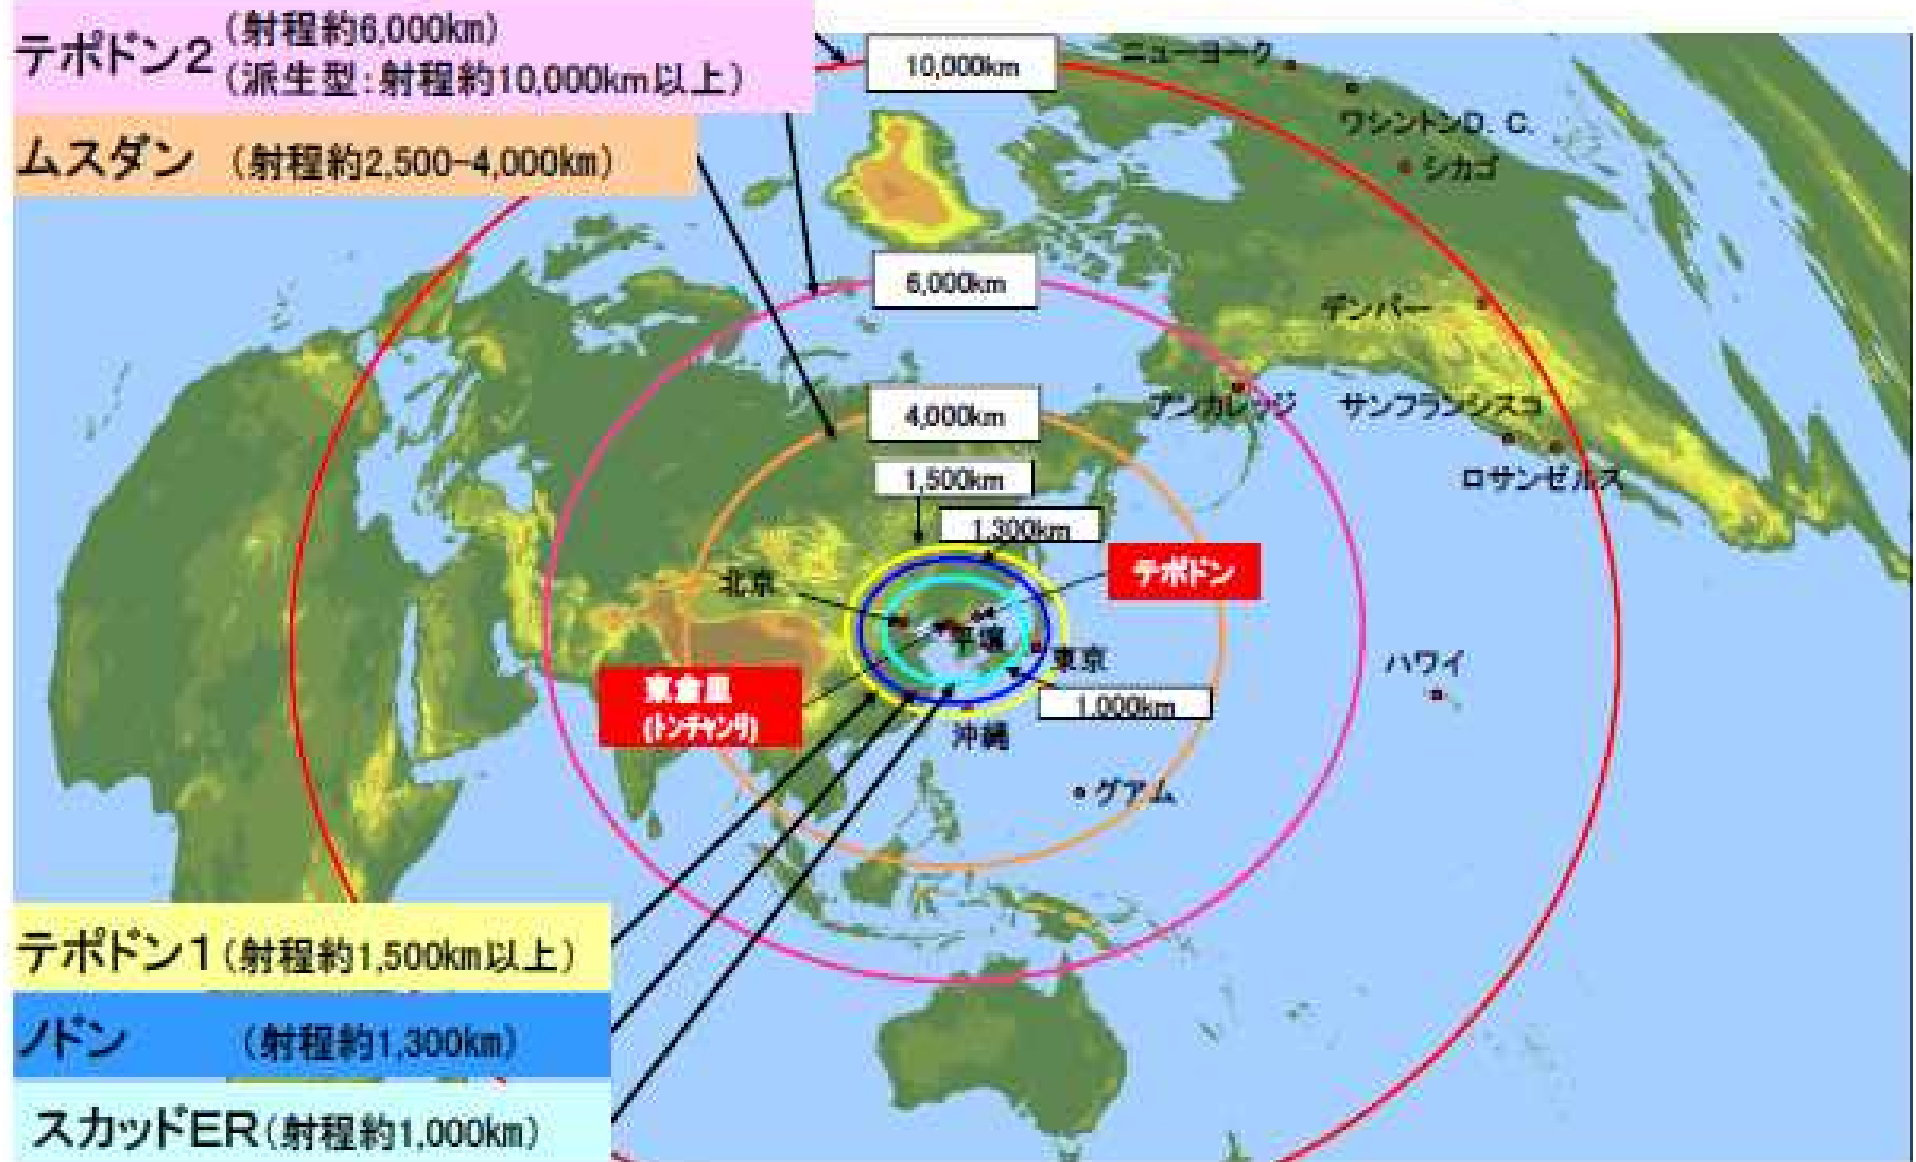 テポドン2
(射程約6,000km)
(派生型:射程約10,000km以上)
ムスダン (射程約2,500-4,000km)
10,000km
ニューヨーク
ワシントンD.C.
シカゴ
6,000km
デンバー
4,000km
アンカレッジ
サンフランシスコ
ロサンゼルス
1,500km
1,300km
テポドン
北京
平壌
東京
ハワイ
東倉里
(トンチャンリ)
1,000km
沖縄
グアム
テポドン1(射程約1,500km以上)
ノドン (射程約1,300km)
スカッドER(射程約1,000km)